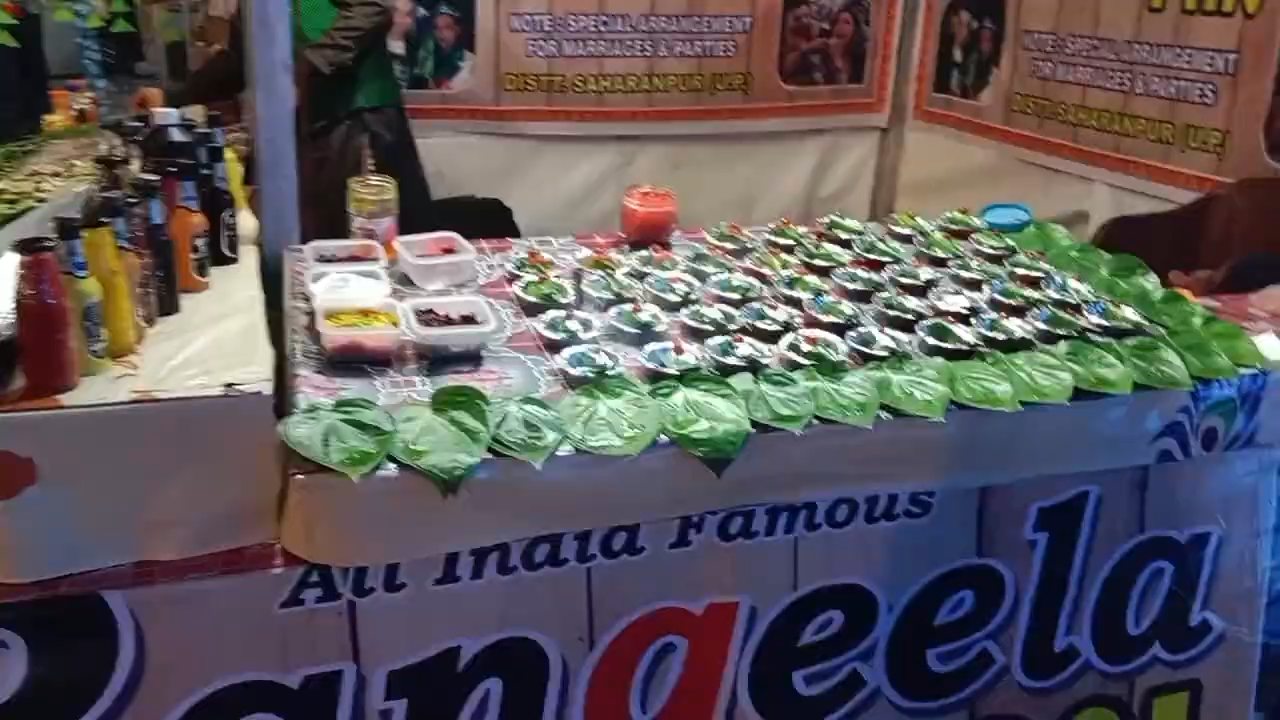 NOTE : SPECIAL ARRANGEMENT
FOR MARRIAGES & PARTIES
DISTT. SAHARANPUR (U.P.)
NOTE : SPECIAL ARRANGEMENT
FOR MARRIAGES & PARTIES
DISTT. SAHARANPUR (U.P.)
All India Famous
Rangeela